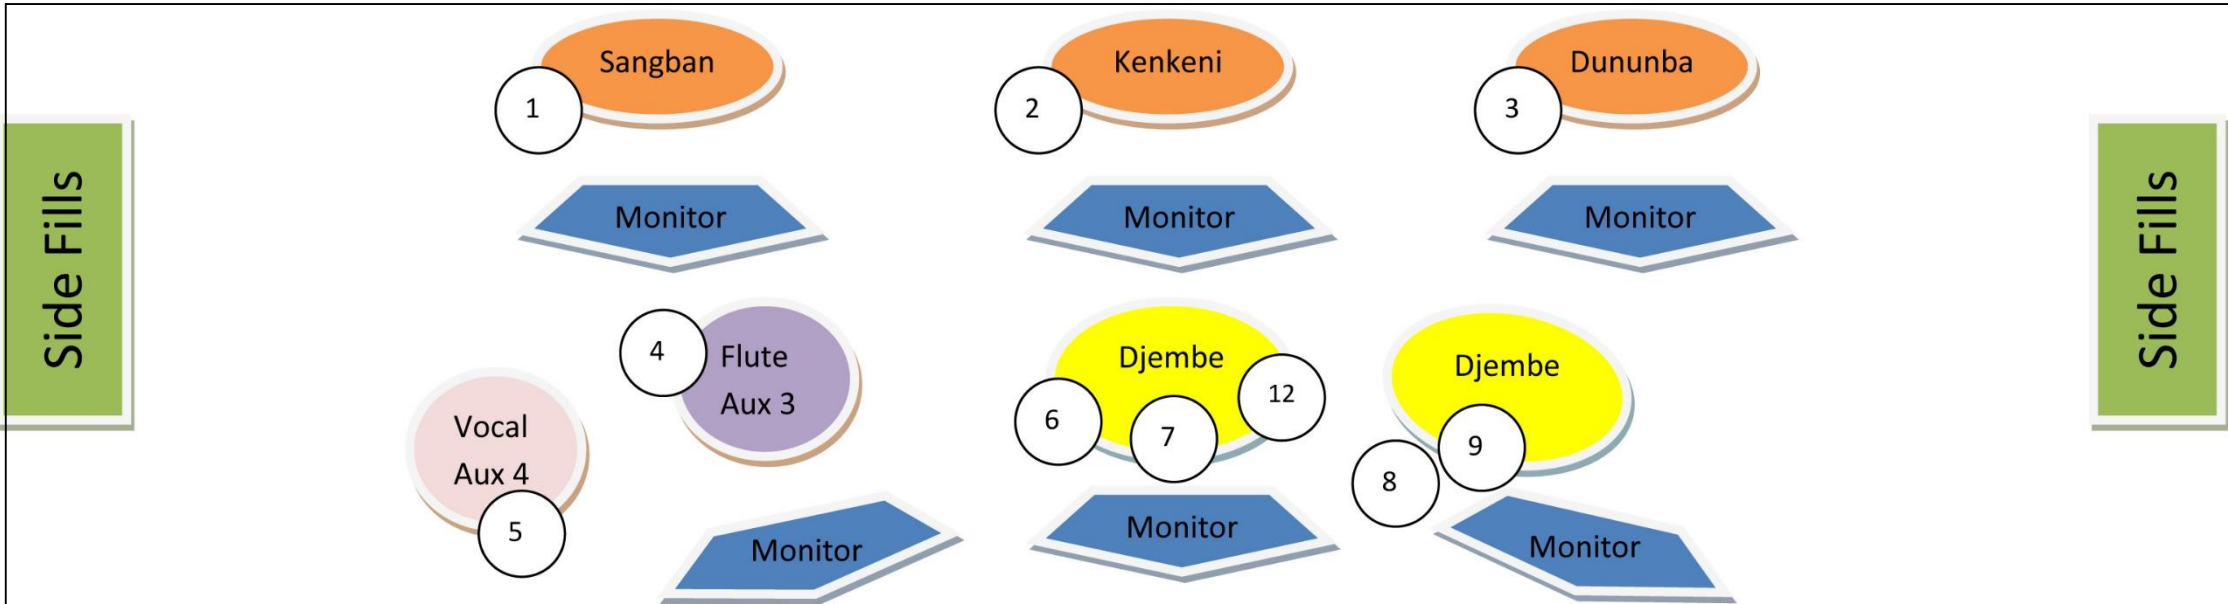 Sangban
Kenkeni
Dununba
1
2
3
Side Fills
Monitor
Monitor
Monitor
Side Fills
4
Flute
Aux 3
Djembe
Djembe
Vocal
Aux 4
6
7
12
8
9
5
Monitor
Monitor
Monitor